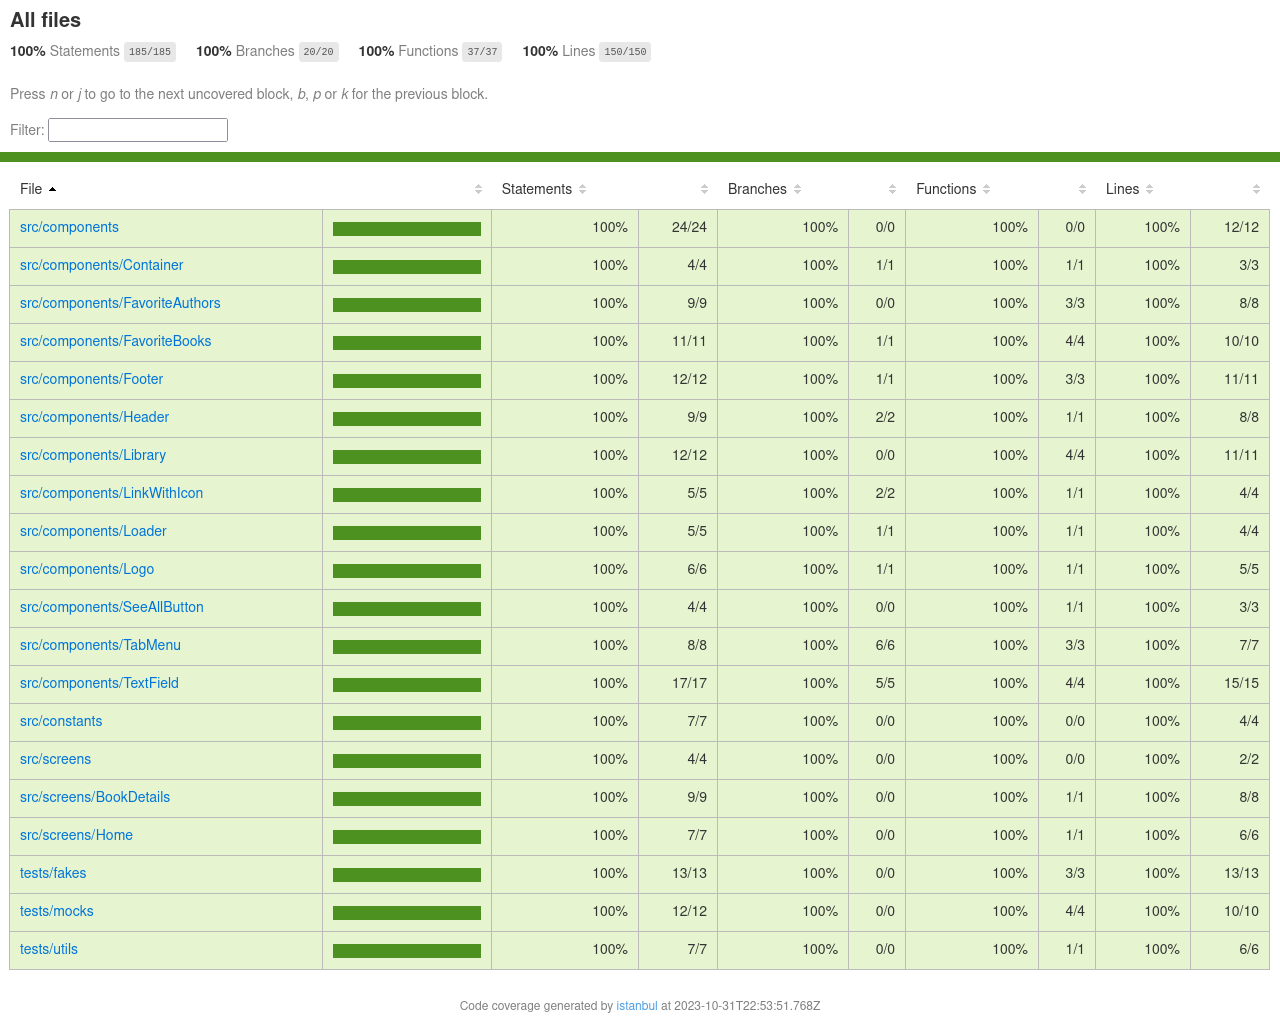 All files
100% Statements 185/185 100% Branches 20/20 100% Functions 37/37 100% Lines 150/150
Press n or j to go to the next uncovered block, b, p or k for the previous block.
Filter:
File Statements Branches Functions Lines
src/components 100% 24/24 100% 0/0 100% 0/0 100% 12/12
src/components/Container 100% 4/4 100% 1/1 100% 1/1 100% 3/3
src/components/FavoriteAuthors 100% 9/9 100% 0/0 100% 3/3 100% 8/8
src/components/FavoriteBooks 100% 11/11 100% 1/1 100% 4/4 100% 10/10
src/components/Footer 100% 12/12 100% 1/1 100% 3/3 100% 11/11
src/components/Header 100% 9/9 100% 2/2 100% 1/1 100% 8/8
src/components/Library 100% 12/12 100% 0/0 100% 4/4 100% 11/11
src/components/LinkWithIcon 100% 5/5 100% 2/2 100% 1/1 100% 4/4
src/components/Loader 100% 5/5 100% 1/1 100% 1/1 100% 4/4
src/components/Logo 100% 6/6 100% 1/1 100% 1/1 100% 5/5
src/components/SeeAllButton 100% 4/4 100% 0/0 100% 1/1 100% 3/3
src/components/TabMenu 100% 8/8 100% 6/6 100% 3/3 100% 7/7
src/components/TextField 100% 17/17 100% 5/5 100% 4/4 100% 15/15
src/constants 100% 7/7 100% 0/0 100% 0/0 100% 4/4
src/screens 100% 4/4 100% 0/0 100% 0/0 100% 2/2
src/screens/BookDetails 100% 9/9 100% 0/0 100% 1/1 100% 8/8
src/screens/Home 100% 7/7 100% 0/0 100% 1/1 100% 6/6
tests/fakes 100% 13/13 100% 0/0 100% 3/3 100% 13/13
tests/mocks 100% 12/12 100% 0/0 100% 4/4 100% 10/10
tests/utils 100% 7/7 100% 0/0 100% 1/1 100% 6/6
Code coverage generated by istanbul at 2023-10-31T22:53:51.768Z